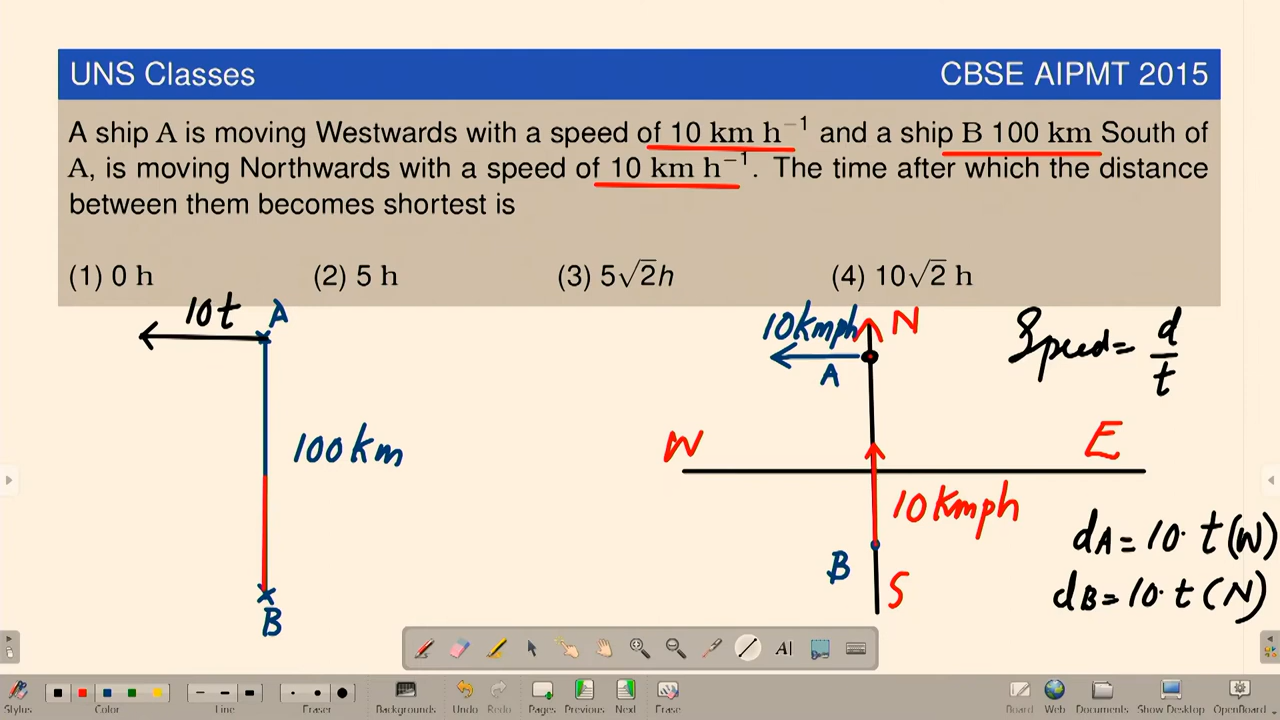 UNS Classes CBSE AIPMT 2015
A ship A is moving Westwards with a speed of 10 km h⁻¹ and a ship B 100 km South of
A, is moving Northwards with a speed of 10 km h⁻¹. The time after which the distance
between them becomes shortest is
(1) 0 h (2) 5 h (3) 5√2h (4) 10√2 h
10t A
100km
B
10kmph N
A
W E
10kmph
B S
Speed = d/t
dA = 10· t (W)
dB = 10· t (N)
AI
Stylus Color Line Eraser Backgrounds Undo Redo Pages Previous Next Erase Board Web Documents Show Desktop OpenBoard